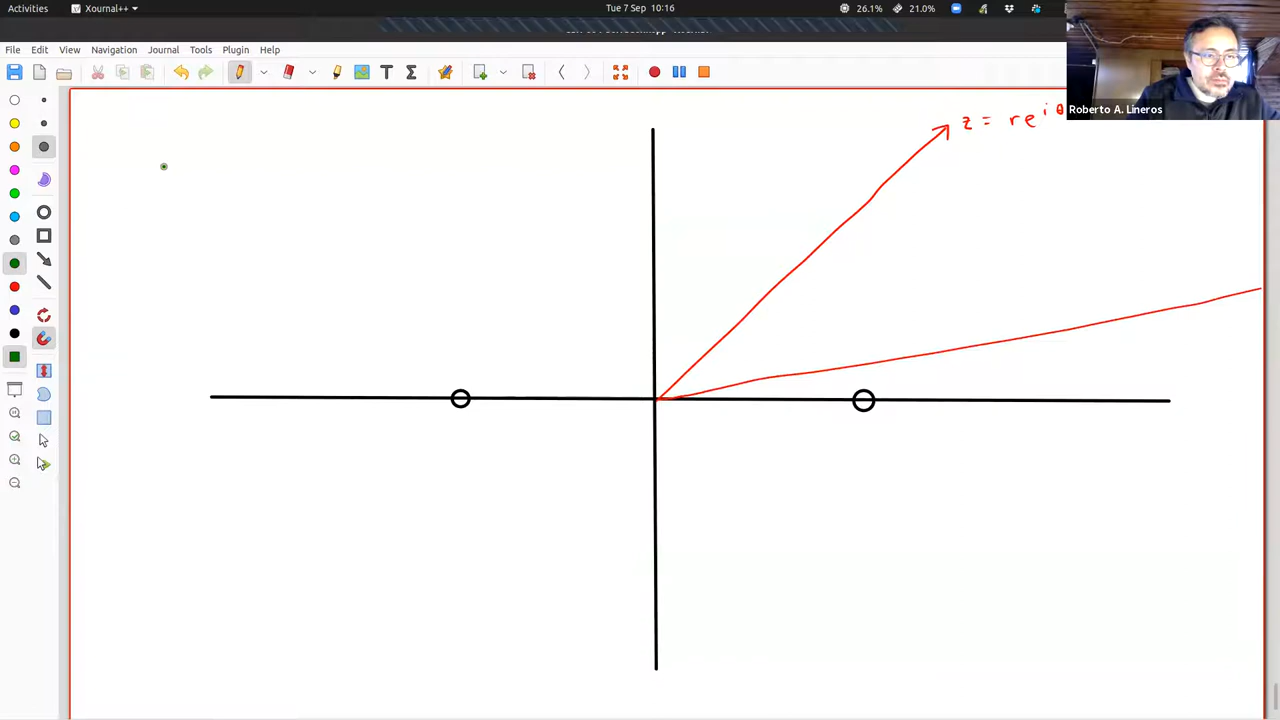 Activities
Xournal++
Tue 7 Sep 10:16
26.1%
21.0%
File Edit View Navigation Journal Tools Plugin Help
Roberto A. Lineros
z = re^{iθ}